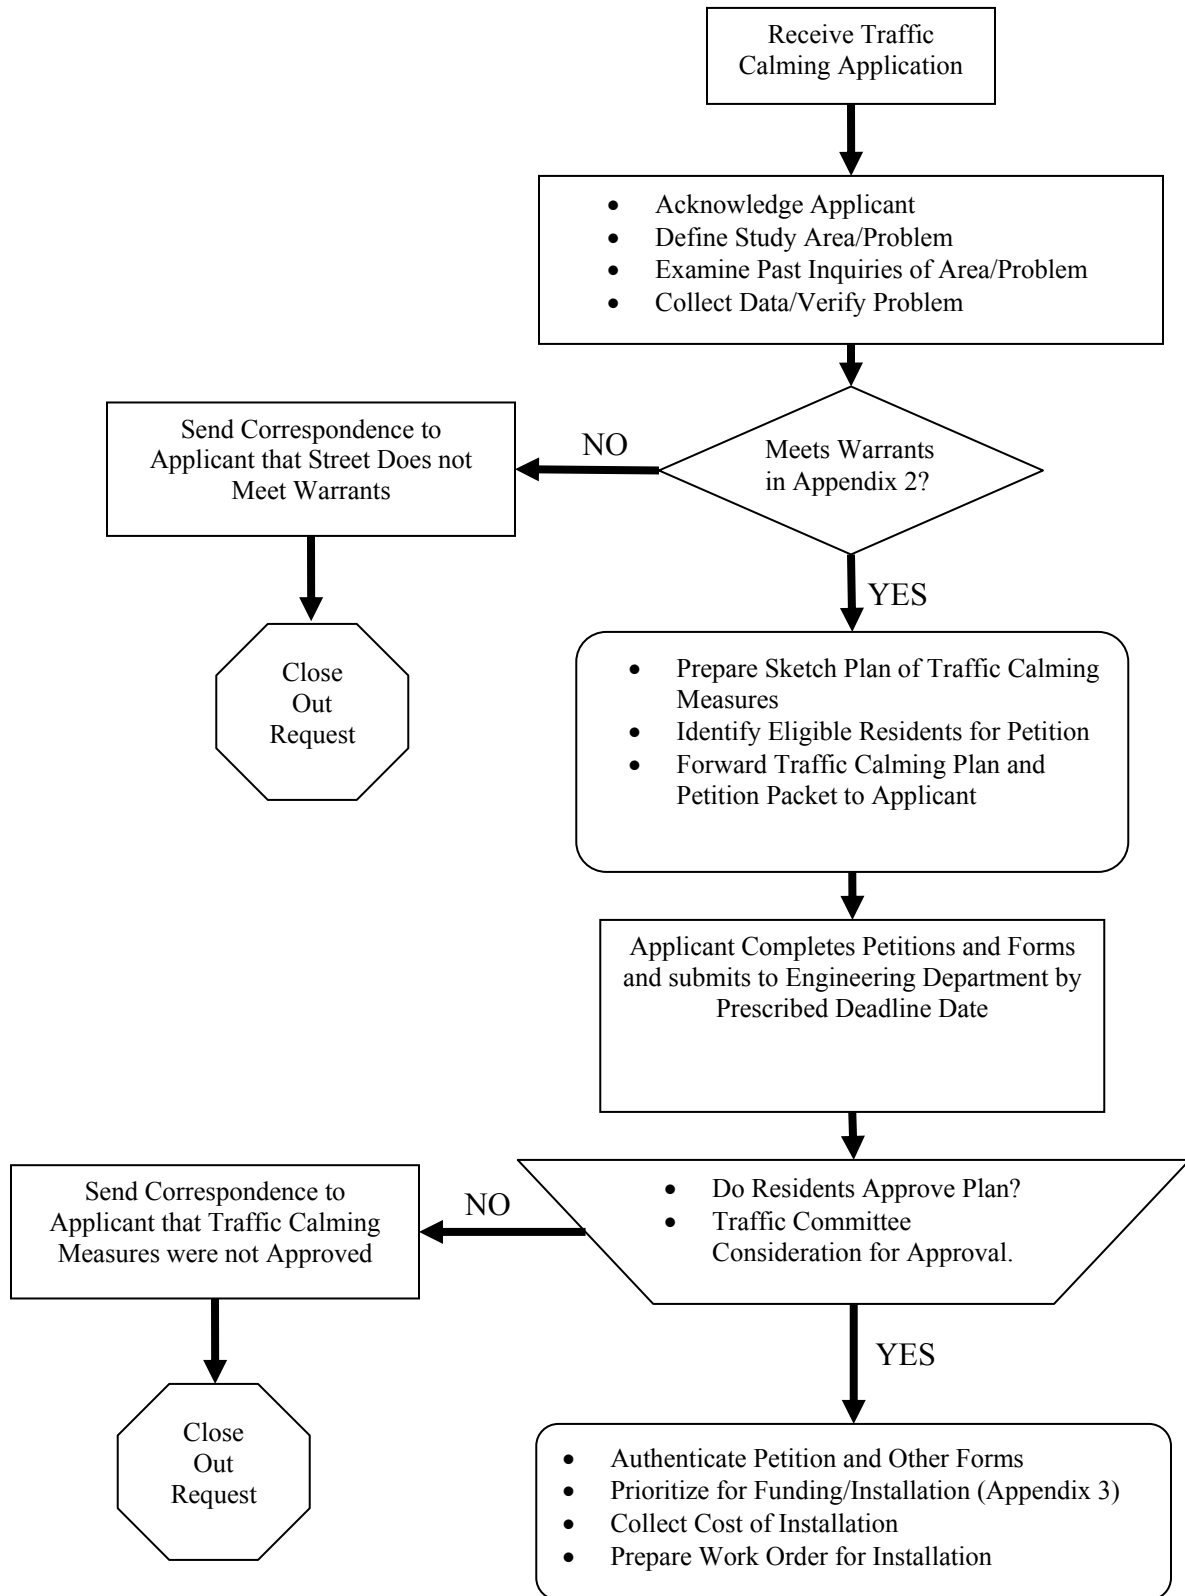 Receive Traffic
Calming Application
• Acknowledge Applicant
• Define Study Area/Problem
• Examine Past Inquiries of Area/Problem
• Collect Data/Verify Problem
Meets Warrants
in Appendix 2?
NO
Send Correspondence to
Applicant that Street Does not
Meet Warrants
Close
Out
Request
YES
• Prepare Sketch Plan of Traffic Calming
Measures
• Identify Eligible Residents for Petition
• Forward Traffic Calming Plan and
Petition Packet to Applicant
Applicant Completes Petitions and Forms
and submits to Engineering Department by
Prescribed Deadline Date
• Do Residents Approve Plan?
• Traffic Committee
Consideration for Approval.
NO
Send Correspondence to
Applicant that Traffic Calming
Measures were not Approved
Close
Out
Request
YES
• Authenticate Petition and Other Forms
• Prioritize for Funding/Installation (Appendix 3)
• Collect Cost of Installation
• Prepare Work Order for Installation